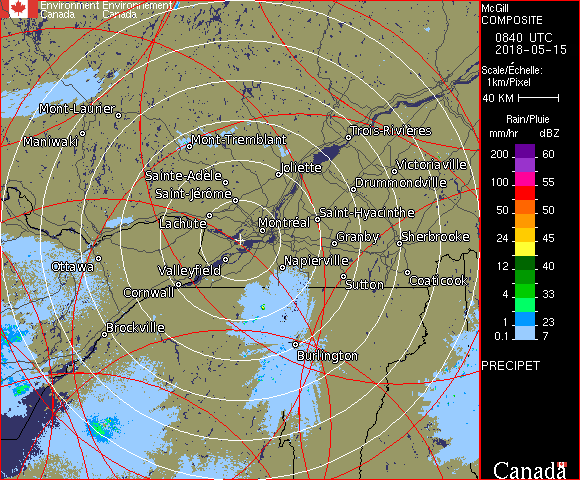 Environment Environnement
Canada Canada
McGill
COMPOSITE
0840 UTC
2018-05-15
Scale/Échelle:
1km/Pixel
40 KM
Rain/Pluie
mm/hr dBZ
200 60
150 57
100 55
50 50
24 45
12 40
4 33
1 23
0.1 7
PRECIPET
Canada
Mont-Laurier
Maniwaki
Mont-Tremblant
Trois-Rivières
Joliette
Victoriaville
Sainte-Adèle
Drummondville
Saint-Jérôme
Lachute
Saint-Hyacinthe
Montréal
Granby
Sherbrooke
Ottawa
Valleyfield
Napierville
Sutton
Coaticook
Cornwall
Brockville
Burlington